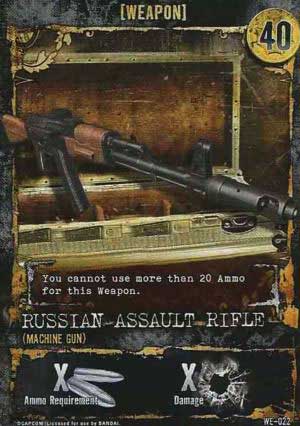 [WEAPON]
40
You cannot use more than 20 Ammo
for this Weapon.
RUSSIAN ASSAULT RIFLE
(MACHINE GUN)
X
Ammo Requirement
X
Damage
©CAPCOM/Licensed for use by BANDAI.
WE-022